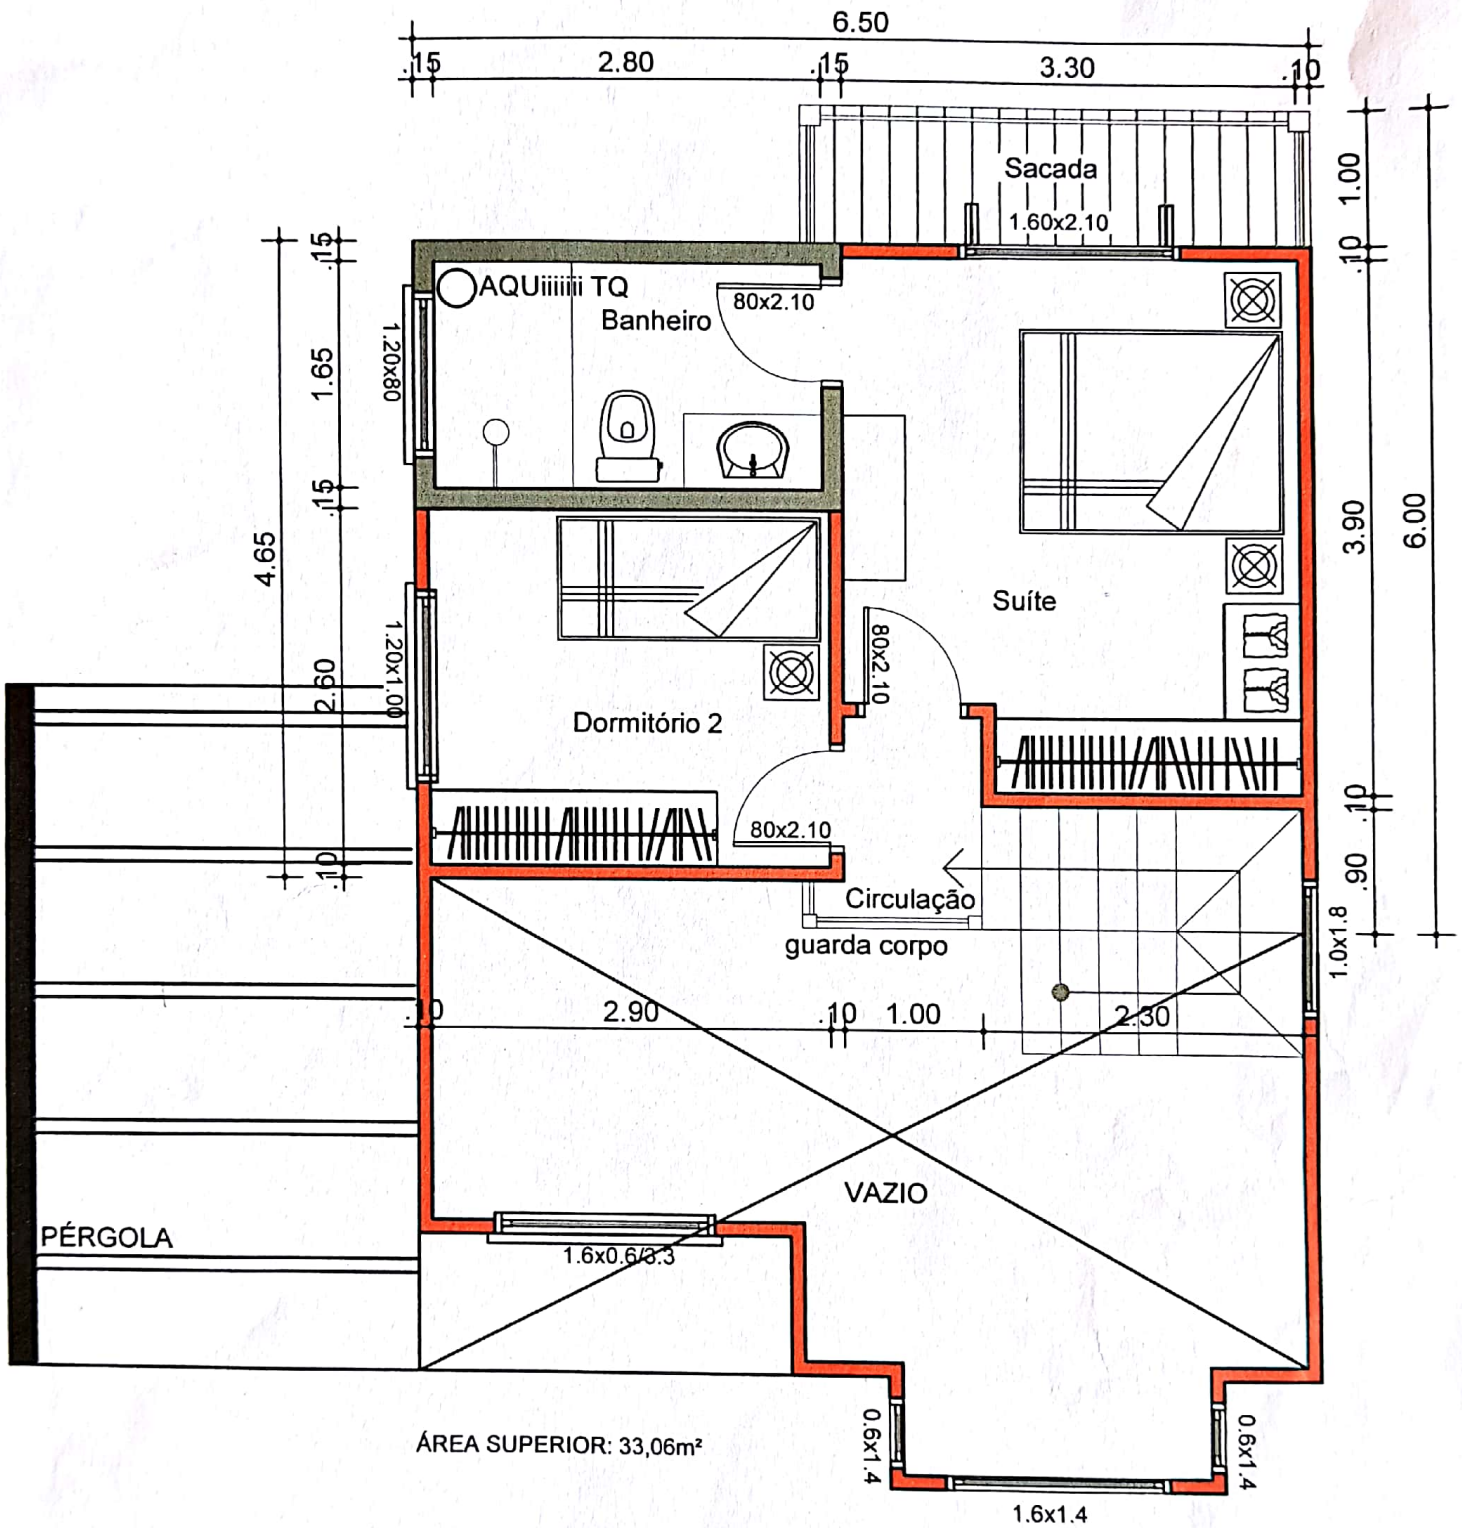 6.50
.15 2.80 .15 3.30 .10
Sacada
1.60x2.10
1.00
.15
.10
AQUiiiiiii TQ
Banheiro
80x2.10
1.20x80
1.65
.15
4.65
3.90
6.00
Suíte
80x2.10
1.20x1.00
2.60
Dormitório 2
80x2.10
.10
.10
.90
Circulação
guarda corpo
1.0x1.8
.10 2.90 .10 1.00 2.30
VAZIO
PÉRGOLA
1.6x0.6/3.3
ÁREA SUPERIOR: 33,06m²
0.6x1.4
0.6x1.4
1.6x1.4